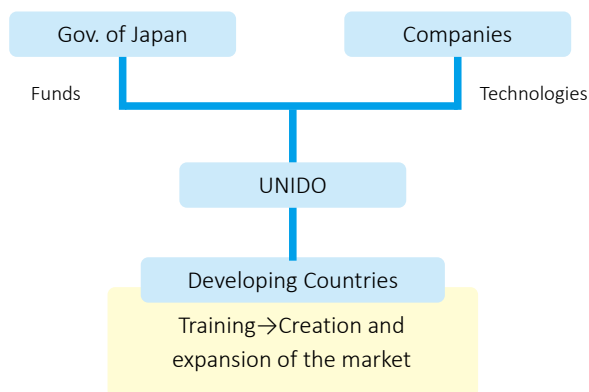 Gov. of Japan
Companies
Funds
Technologies
UNIDO
Developing Countries
Training→Creation and
expansion of the market